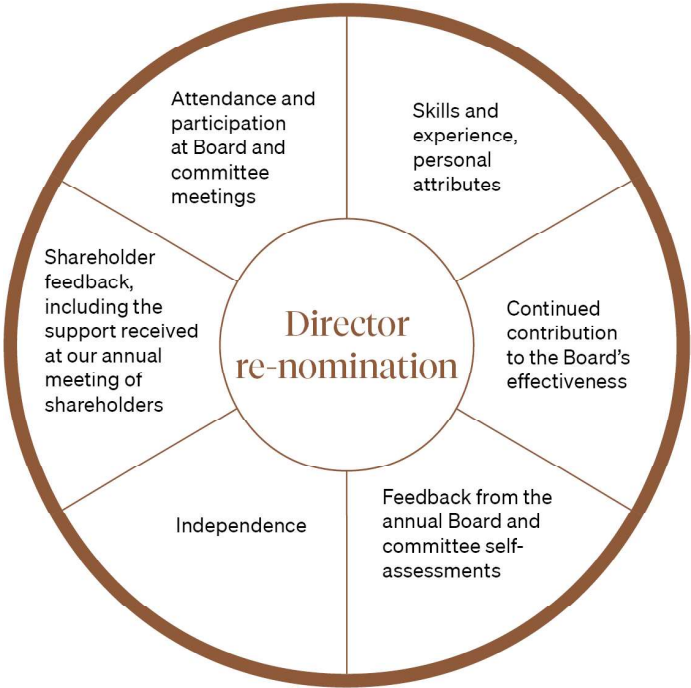 Attendance and
participation
at Board and
committee
meetings
Skills and
experience,
personal
attributes
Shareholder
feedback,
including the
support received
at our annual
meeting of
shareholders
Director
re-nomination
Continued
contribution
to the Board’s
effectiveness
Independence
Feedback from the
annual Board and
committee self-
assessments